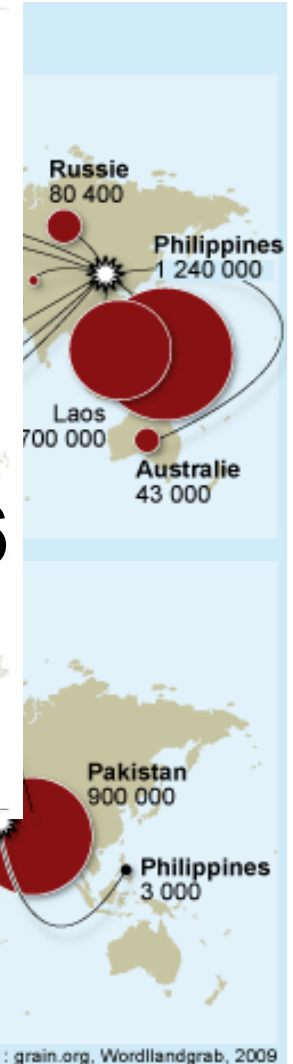 Russie
80 400
Philippines
1 240 000
Laos
700 000
Australie
43 000
Pakistan
900 000
Philippines
3 000
: grain.org, Wordllandgrab, 2009